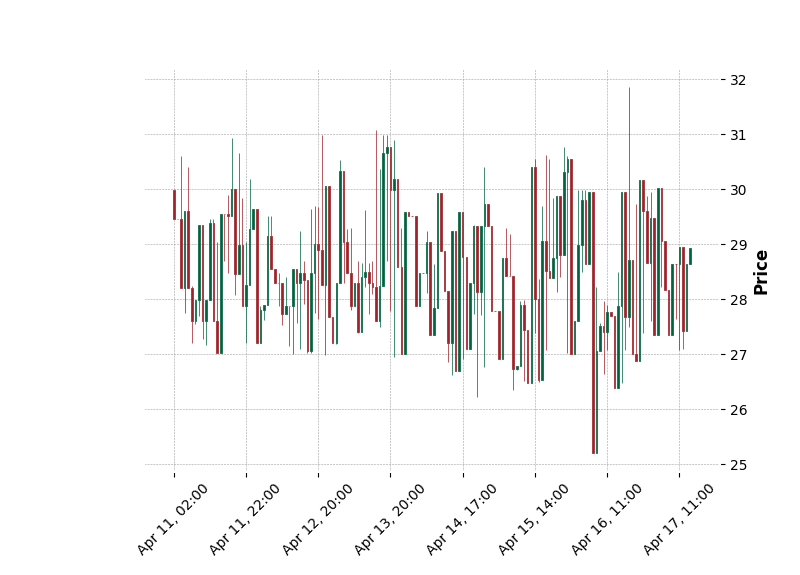 32
31
30
29
28
27
26
25
Price
Apr 11, 02:00
Apr 11, 22:00
Apr 12, 20:00
Apr 13, 20:00
Apr 14, 17:00
Apr 15, 14:00
Apr 16, 11:00
Apr 17, 11:00